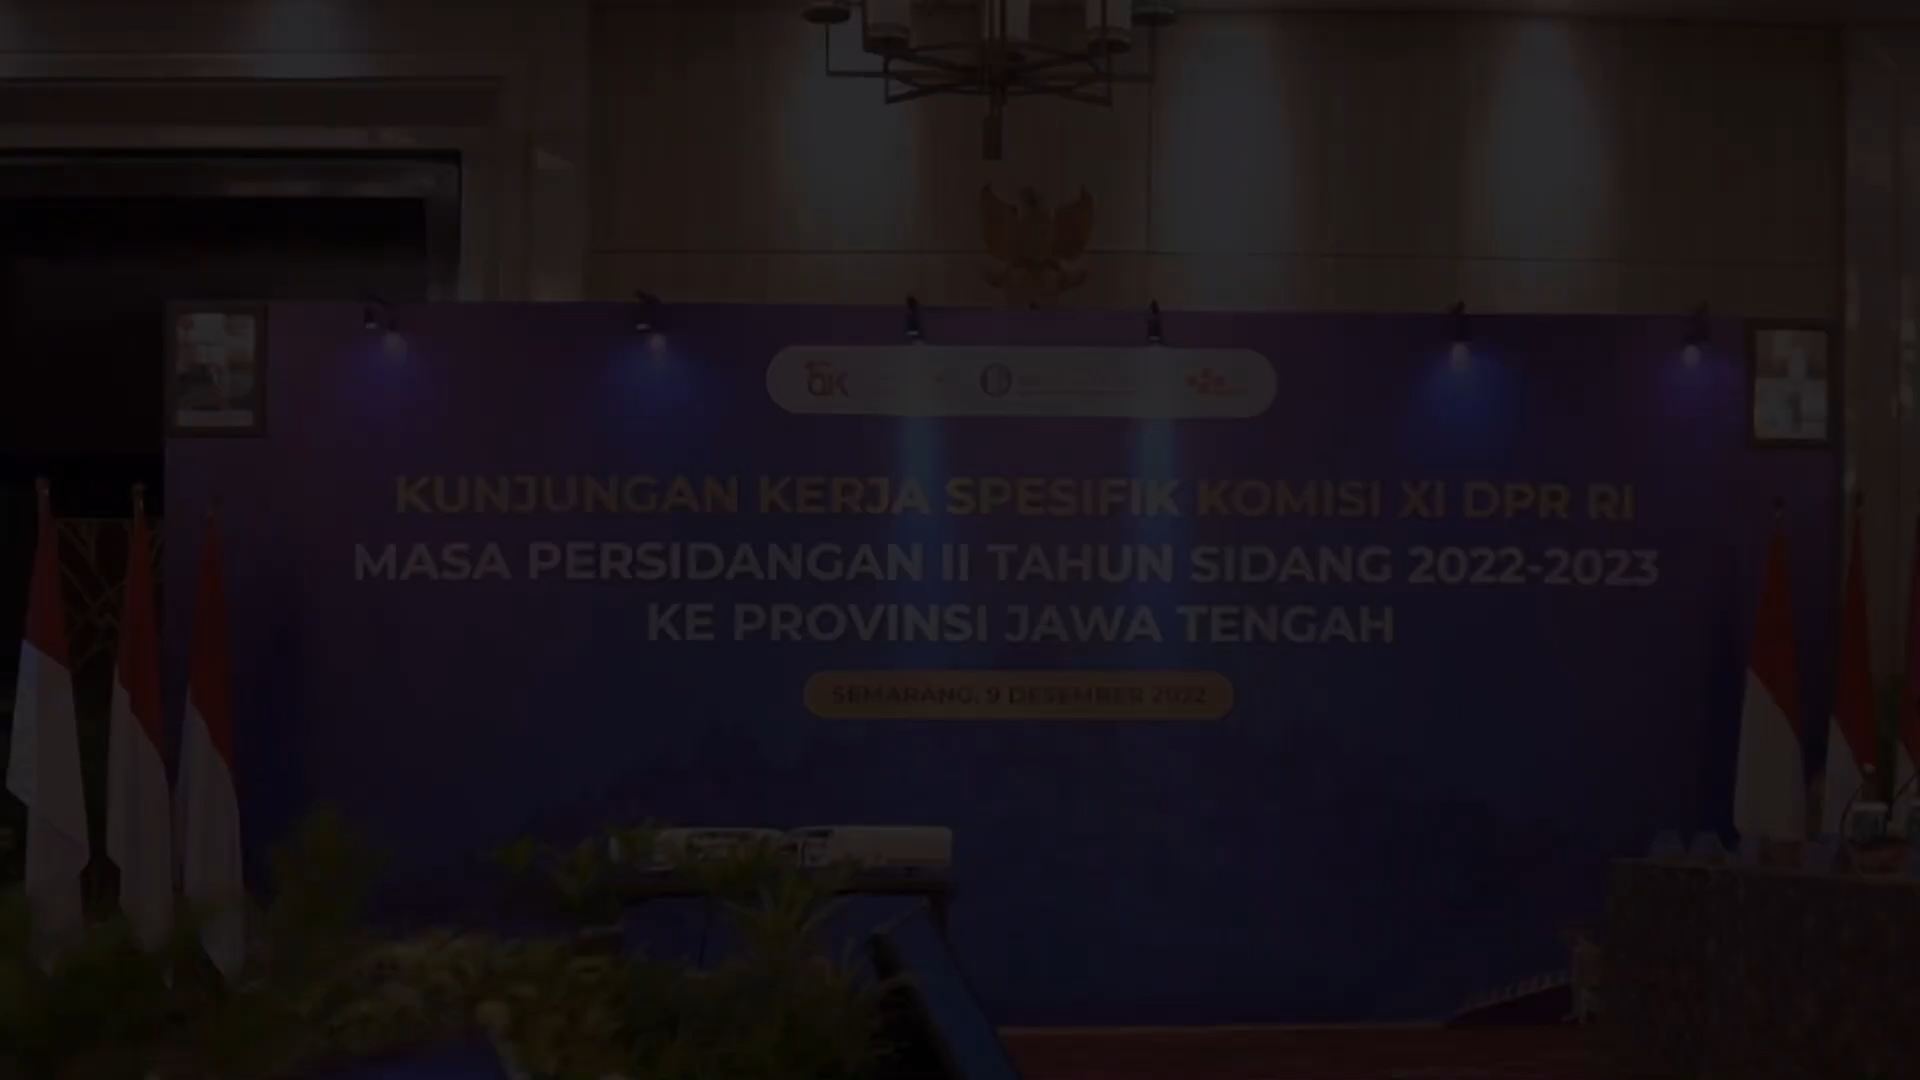 KUNJUNGAN KERJA SPESIFIK KOMISI XI DPR RI
MASA PERSIDANGAN II TAHUN SIDANG 2022-2023
KE PROVINSI JAWA TENGAH
SEMARANG, 9 DESEMBER 2022